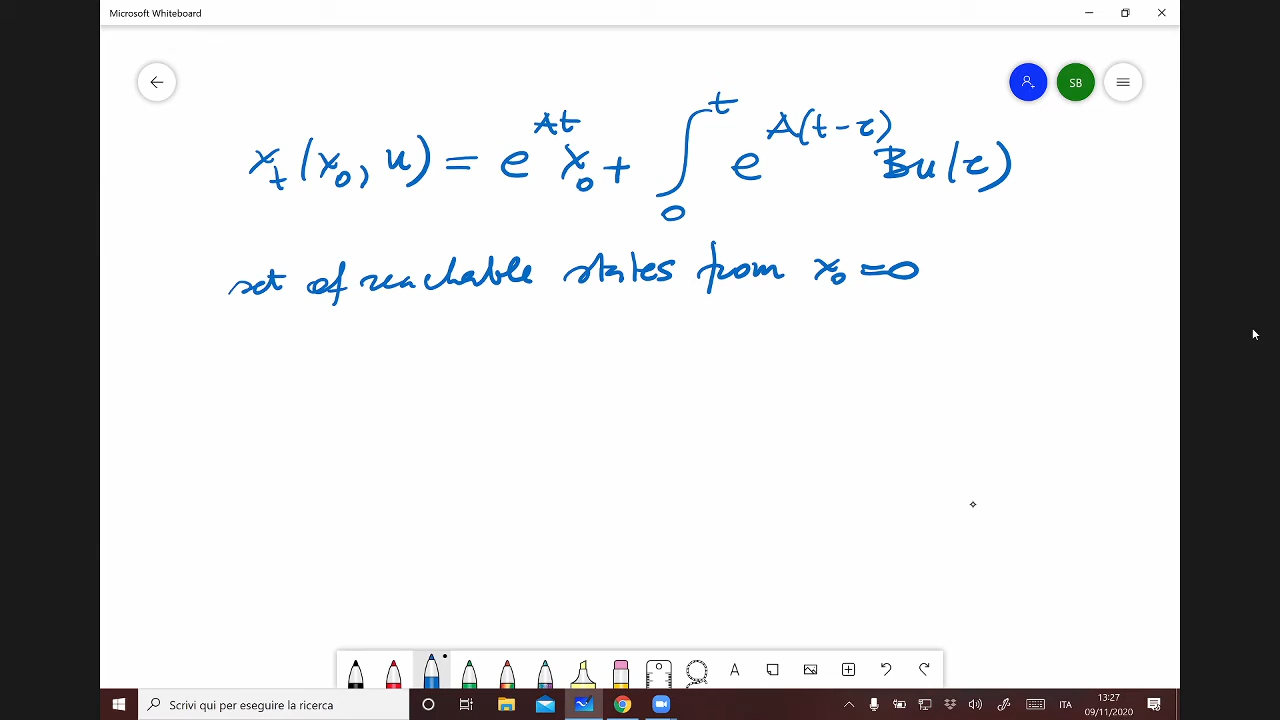 Microsoft Whiteboard
SB
x_t(x_0, u) = e^{At} x_0 + ∫_0^t e^{A(t-τ)} Bu(τ)
set of reachable states from x_0 = 0
A
Scrivi qui per eseguire la ricerca
ITA
13:27
09/11/2020